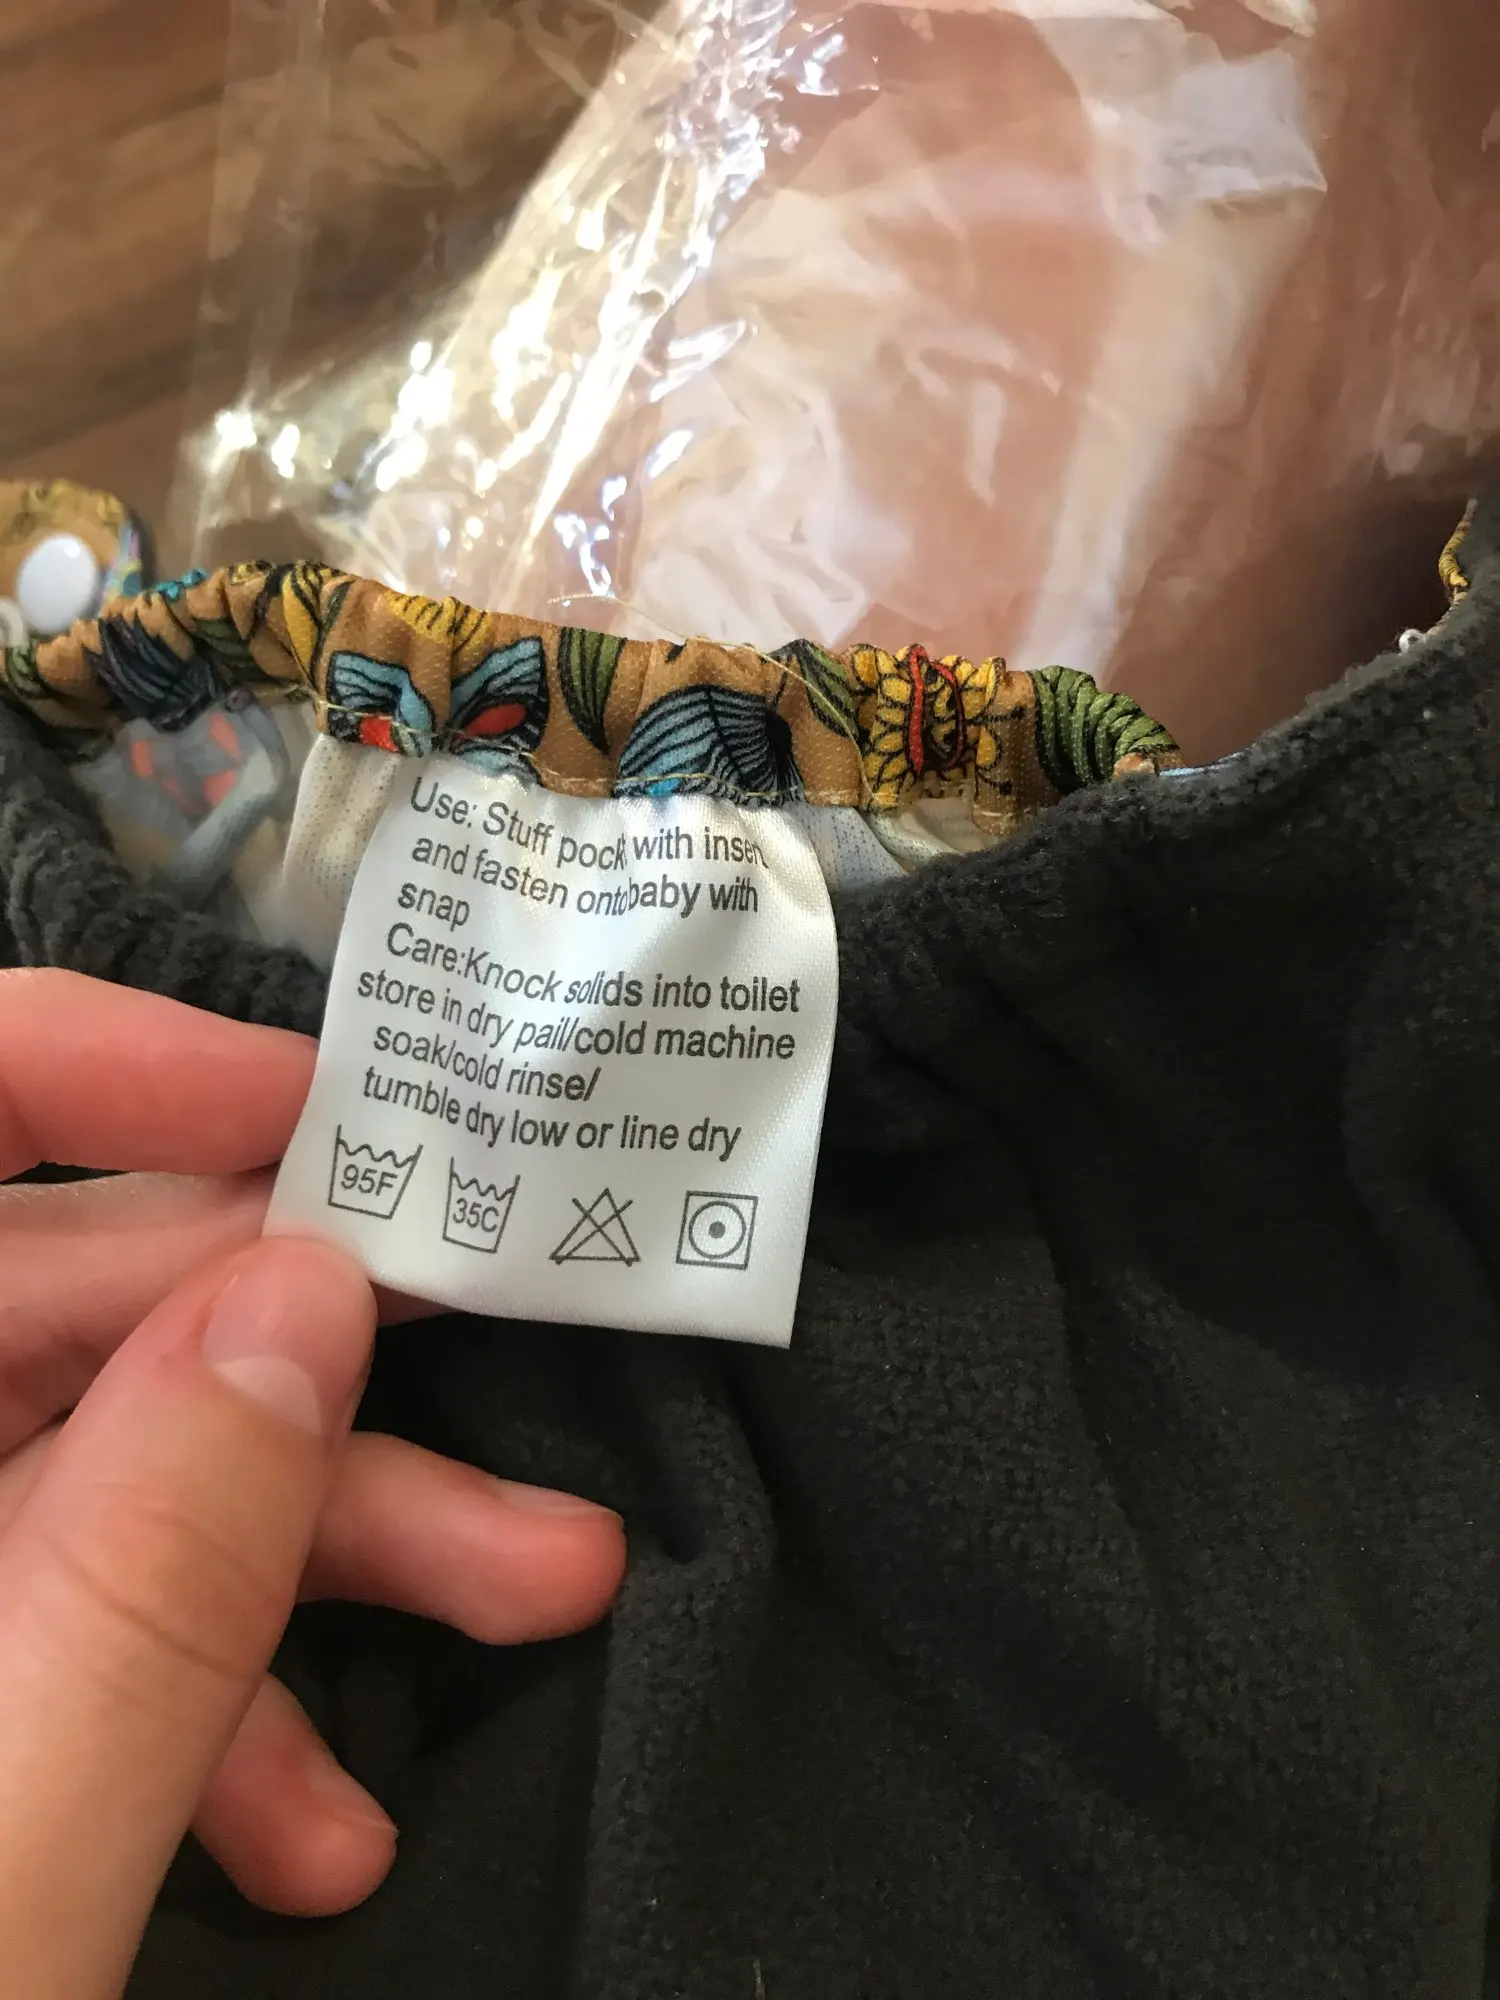 Use: Stuff pock with insert
and fasten onto baby with
snap
Care:Knock solids into toilet
store in dry pail/cold machine
soak/cold rinse/
tumble dry low or line dry
95F 35C